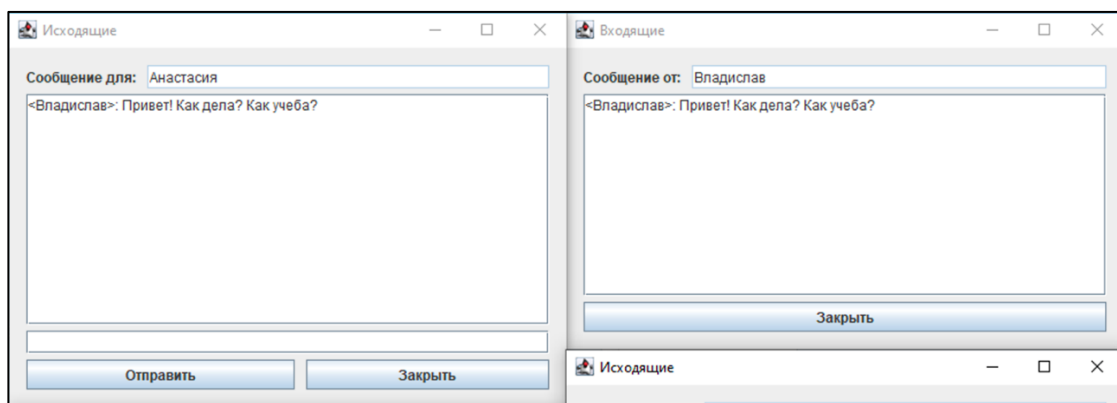 Исходящие
Сообщение для: Анастасия
<Владислав>: Привет! Как дела? Как учеба?
Отправить
Закрыть
Входящие
Сообщение от: Владислав
<Владислав>: Привет! Как дела? Как учеба?
Закрыть
Исходящие